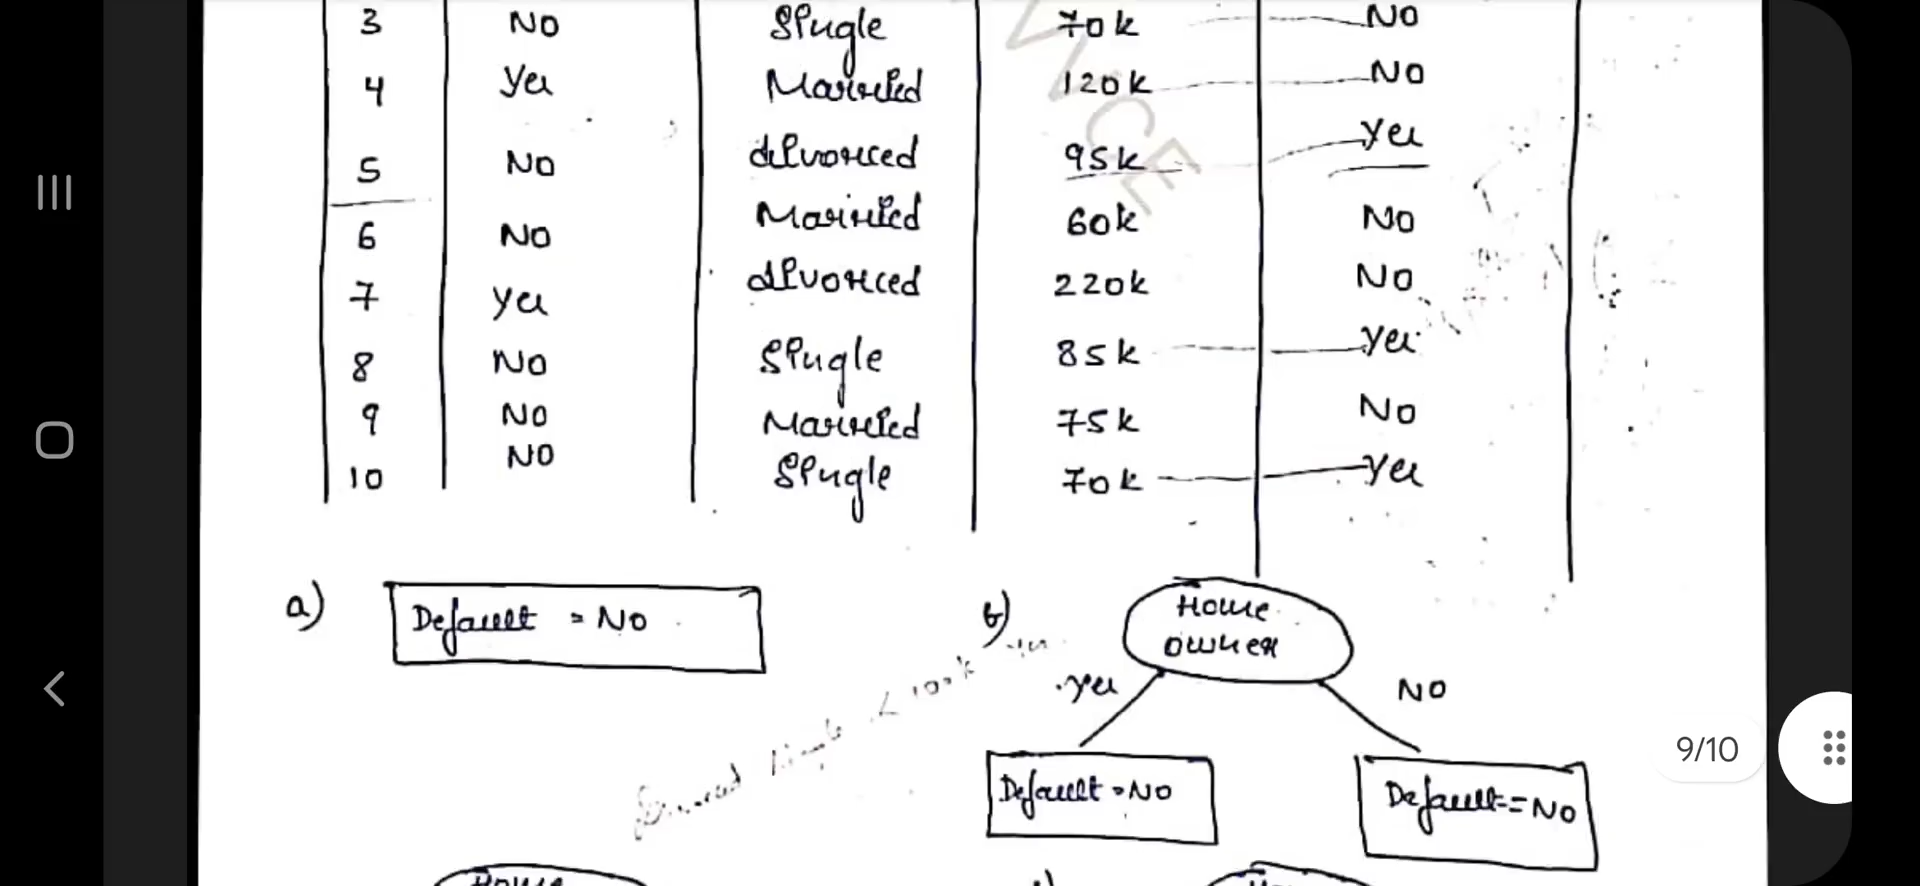 3 No Single 70k No
4 Yes Married 120k No
5 No divorced 95k Yes
6 No Married 60k No
7 Yes divorced 220k No
8 No Single 85k Yes
9 No Married 75k No
10 No Single 70k Yes
a) Default = No
b) Home owner
Yes No
Default = No Default = No
< 100k
9/10